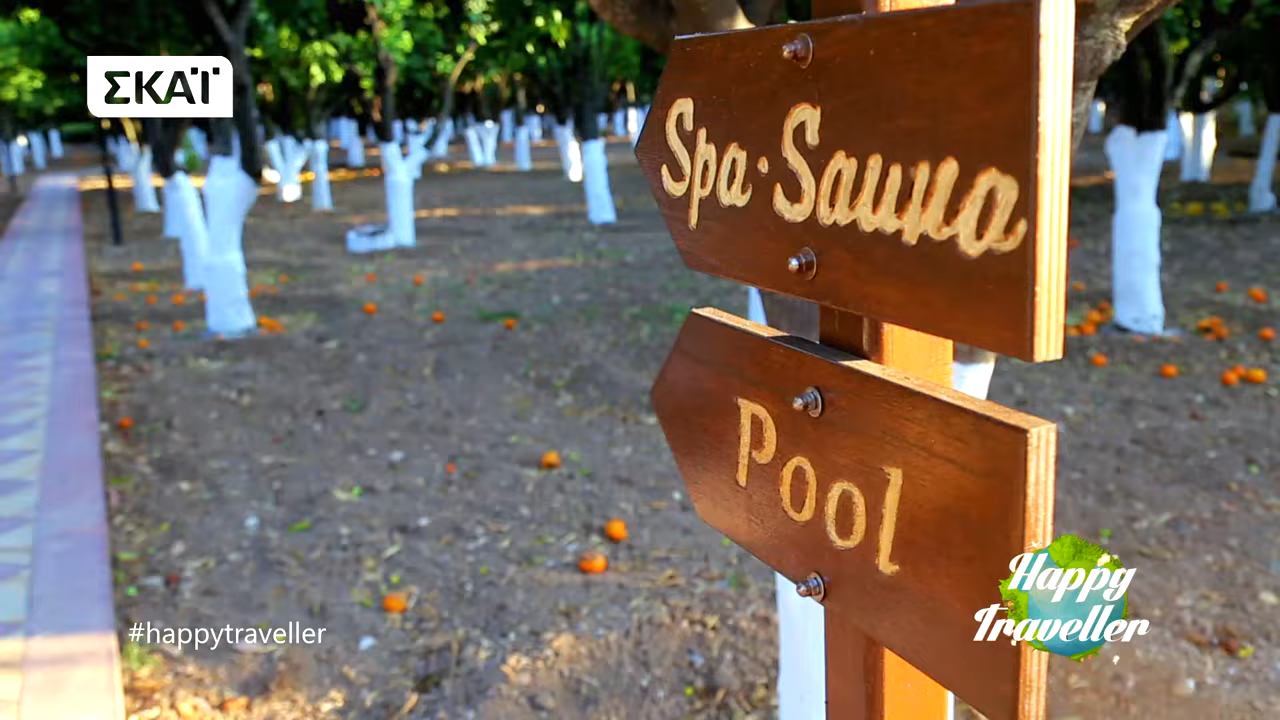 ΣΚΑΪ
Spa·Sauna
Pool
Happy
Traveller
#happytraveller